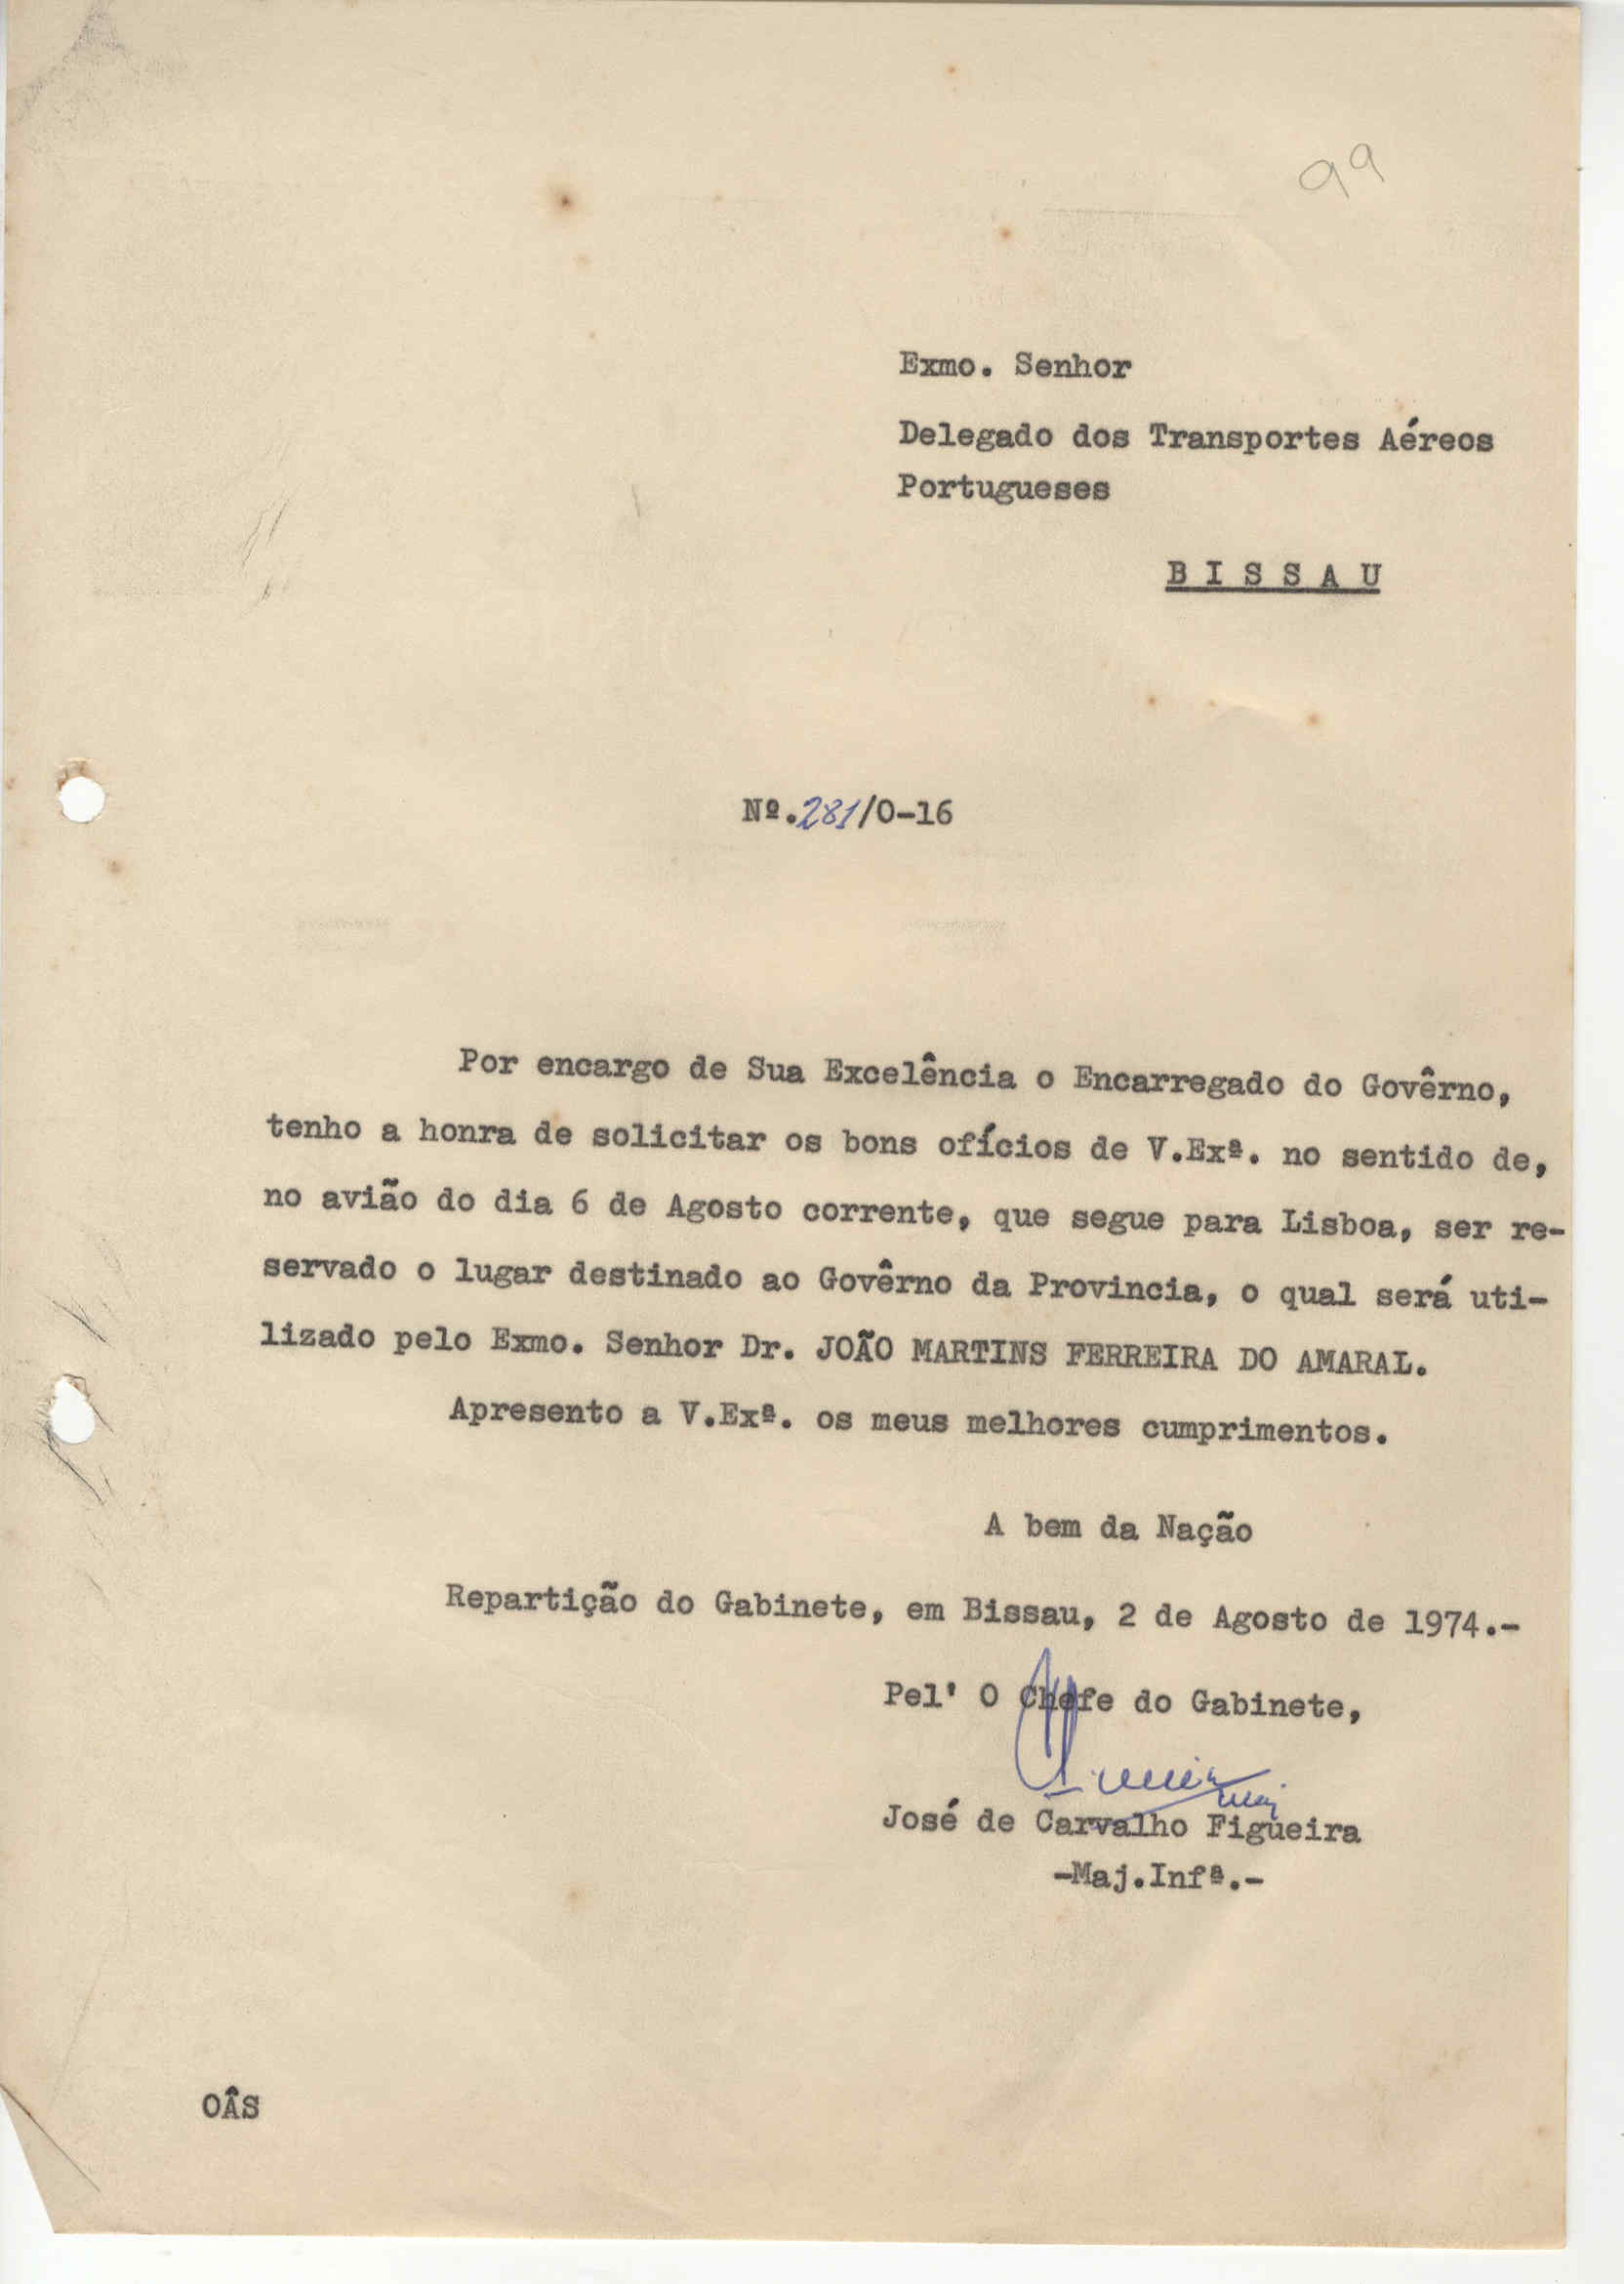 99
Exmo. Senhor
Delegado dos Transportes Aéreos
Portugueses
B I S S A U
Nº.281/0-16
Por encargo de Sua Excelência o Encarregado do Govêrno,
tenho a honra de solicitar os bons ofícios de V.Exª. no sentido de,
no avião do dia 6 de Agosto corrente, que segue para Lisboa, ser re-
servado o lugar destinado ao Govêrno da Provincia, o qual será uti-
lizado pelo Exmo. Senhor Dr. JOÃO MARTINS FERREIRA DO AMARAL.
Apresento a V.Exª. os meus melhores cumprimentos.
A bem da Nação
Repartição do Gabinete, em Bissau, 2 de Agosto de 1974.-
Pel' O Chefe do Gabinete,
José de Carvalho Figueira
-Maj.Infª.-
OÂS